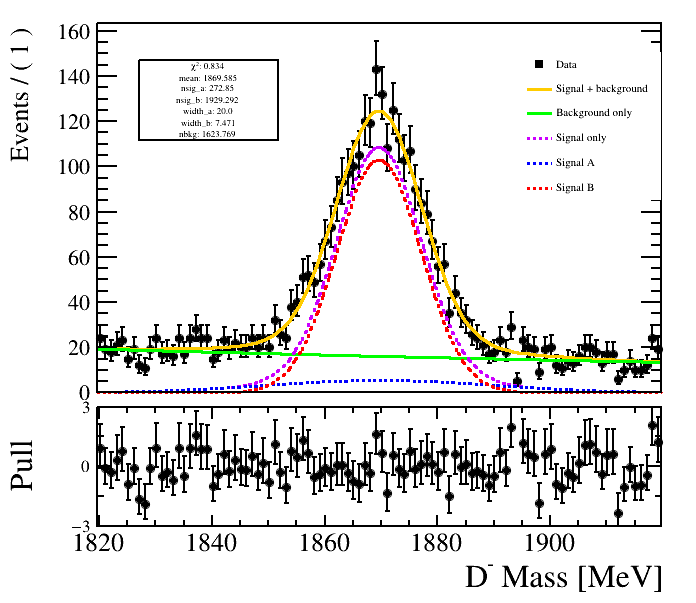 Events / ( 1 )
160
140
120
100
80
60
40
20
0
χ²: 0.834
mean: 1869.585
nsig_a: 272.85
nsig_b: 1929.292
width_a: 20.0
width_b: 7.471
nbkg: 1623.769
Data
Signal + background
Background only
Signal only
Signal A
Signal B
Pull
3
0
−3
1820 1840 1860 1880 1900
D⁻ Mass [MeV]